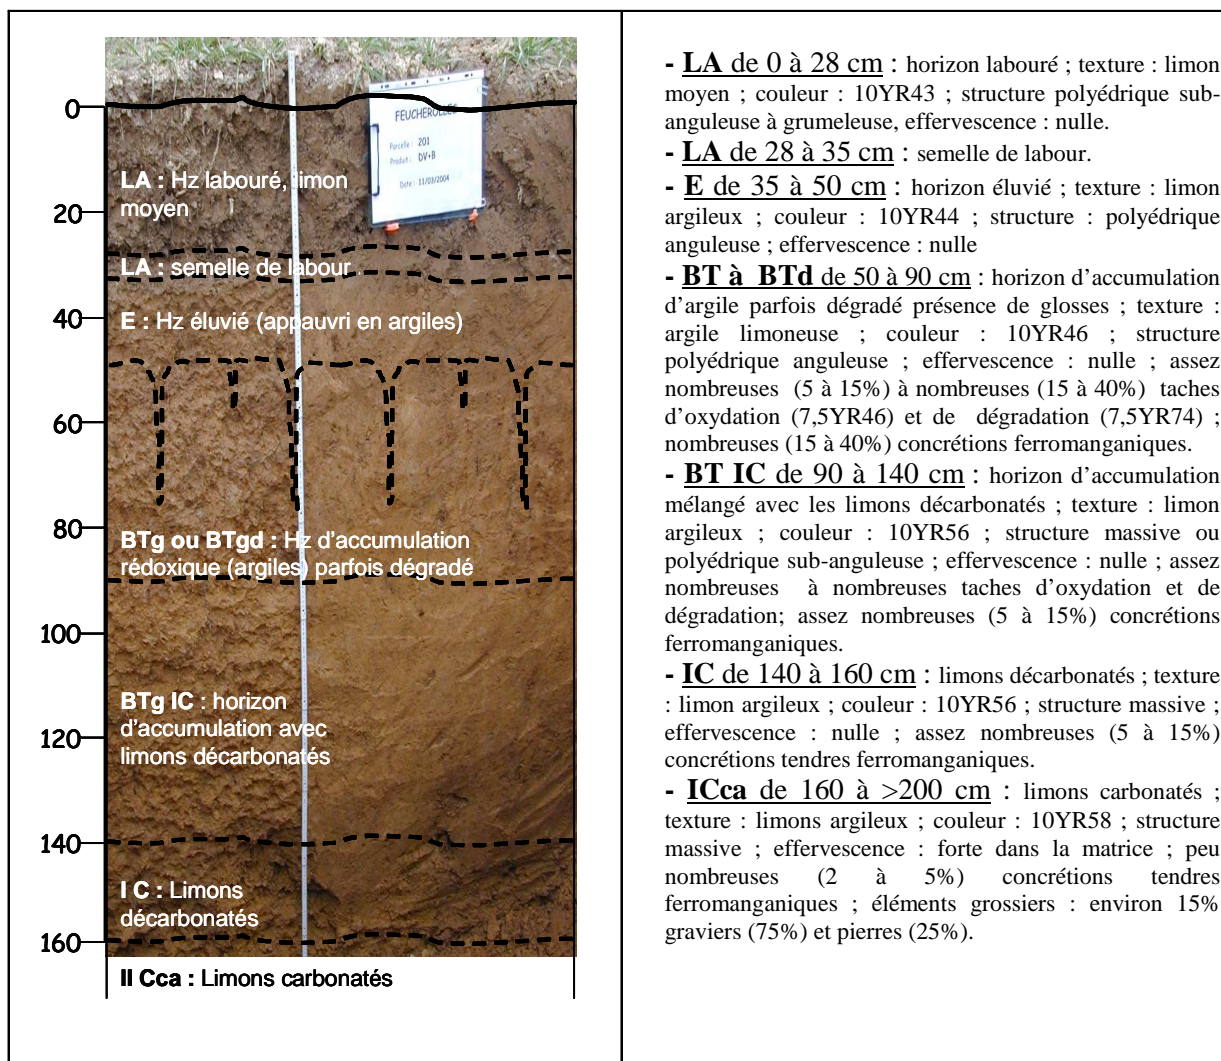 0
20
40
60
80
100
120
140
160
FEUCHEROLLES
Parcelle : 201
Produit : DV+B
Date : 11/03/2004
LA : Hz labouré, limon
moyen
LA : semelle de labour
E : Hz éluvié (appauvri en argiles)
BTg ou BTgd : Hz d'accumulation
rédoxique (argiles) parfois dégradé
BTg IC : horizon
d'accumulation avec
limons décarbonatés
I C : Limons
décarbonatés
II Cca : Limons carbonatés
- LA de 0 à 28 cm : horizon labouré ; texture : limon
moyen ; couleur : 10YR43 ; structure polyédrique sub-
anguleuse à grumeleuse, effervescence : nulle.
- LA de 28 à 35 cm : semelle de labour.
- E de 35 à 50 cm : horizon éluvié ; texture : limon
argileux ; couleur : 10YR44 ; structure : polyédrique
anguleuse ; effervescence : nulle
- BT à BTd de 50 à 90 cm : horizon d'accumulation
d'argile parfois dégradé présence de glosses ; texture :
argile limoneuse ; couleur : 10YR46 ; structure
polyédrique anguleuse ; effervescence : nulle ; assez
nombreuses (5 à 15%) à nombreuses (15 à 40%) taches
d'oxydation (7,5YR46) et de dégradation (7,5YR74) ;
nombreuses (15 à 40%) concrétions ferromanganiques.
- BT IC de 90 à 140 cm : horizon d'accumulation
mélangé avec les limons décarbonatés ; texture : limon
argileux ; couleur : 10YR56 ; structure massive ou
polyédrique sub-anguleuse ; effervescence : nulle ; assez
nombreuses à nombreuses taches d'oxydation et de
dégradation; assez nombreuses (5 à 15%) concrétions
ferromanganiques.
- IC de 140 à 160 cm : limons décarbonatés ; texture
: limon argileux ; couleur : 10YR56 ; structure massive ;
effervescence : nulle ; assez nombreuses (5 à 15%)
concrétions tendres ferromanganiques.
- ICca de 160 à >200 cm : limons carbonatés ;
texture : limons argileux ; couleur : 10YR58 ; structure
massive ; effervescence : forte dans la matrice ; peu
nombreuses (2 à 5%) concrétions tendres
ferromanganiques ; éléments grossiers : environ 15%
graviers (75%) et pierres (25%).